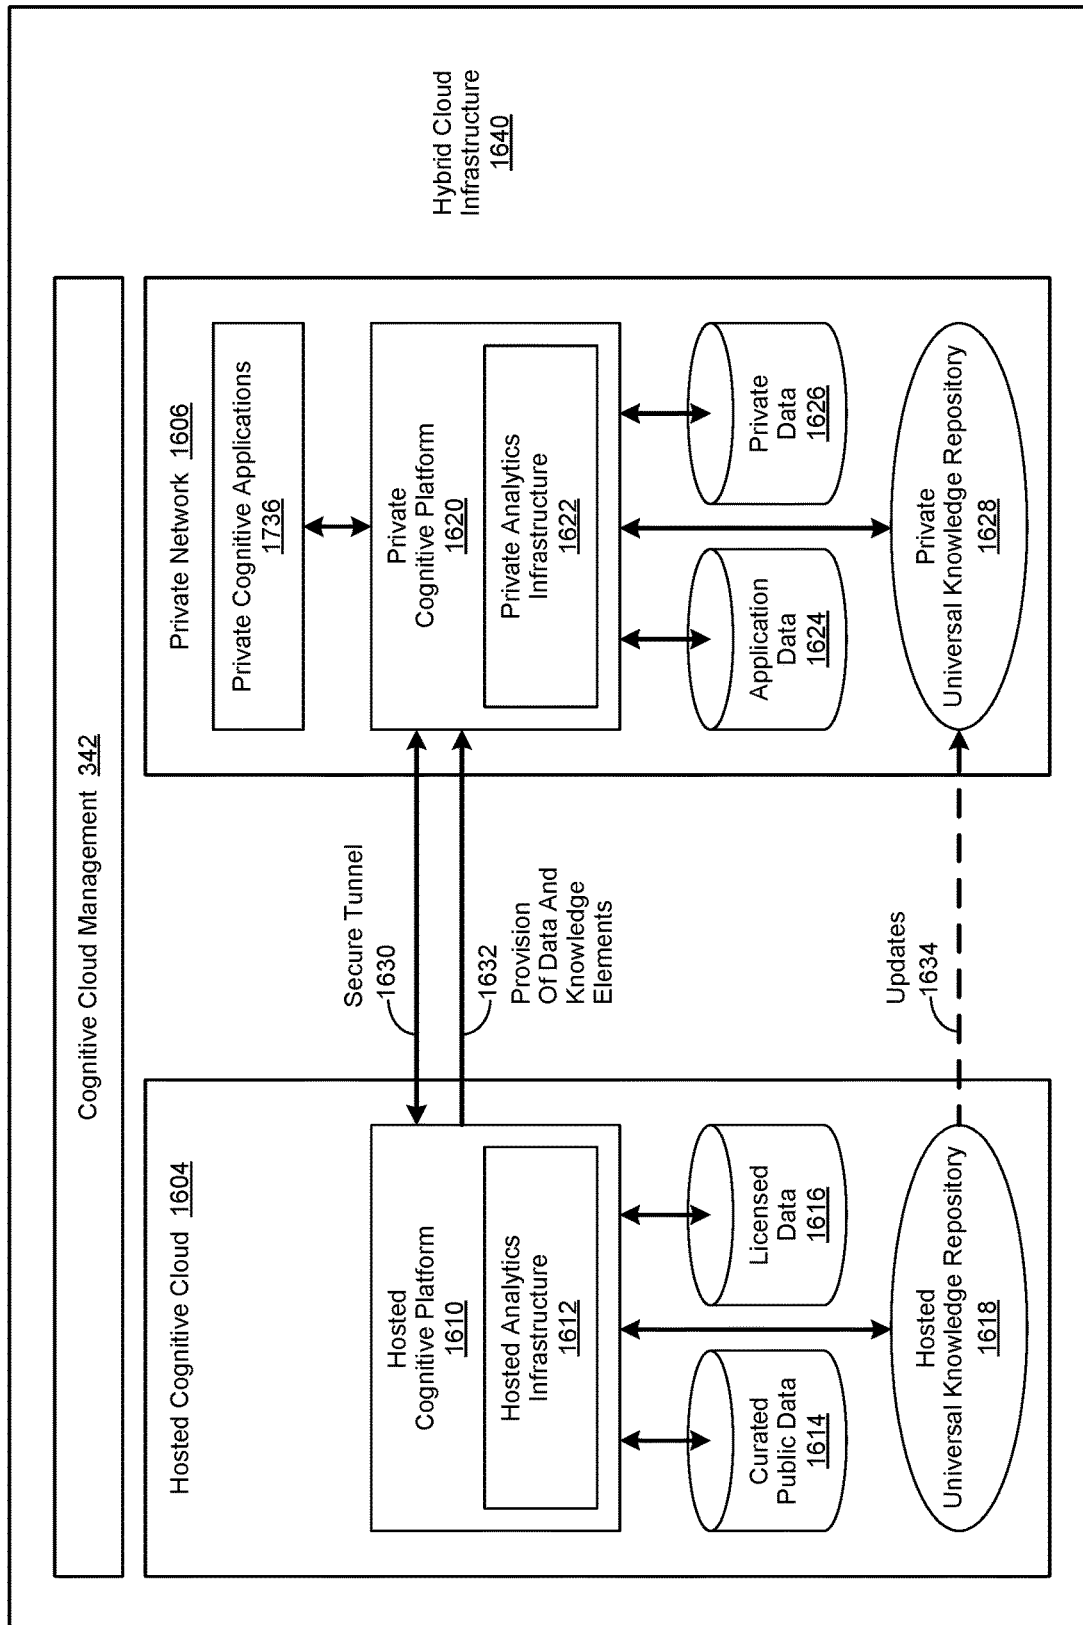 Cognitive Cloud Management 342
Hosted Cognitive Cloud 1604
Hosted
Cognitive Platform
1610
Hosted Analytics
Infrastructure
1612
Curated
Public Data
1614
Licensed
Data
1616
Hosted
Universal Knowledge Repository
1618
Secure Tunnel
1630
1632
Provision
Of Data And
Knowledge
Elements
Updates
1634
Private Network 1606
Private Cognitive Applications
1736
Private
Cognitive Platform
1620
Private Analytics
Infrastructure
1622
Application
Data
1624
Private
Data
1626
Private
Universal Knowledge Repository
1628
Hybrid Cloud
Infrastructure
1640